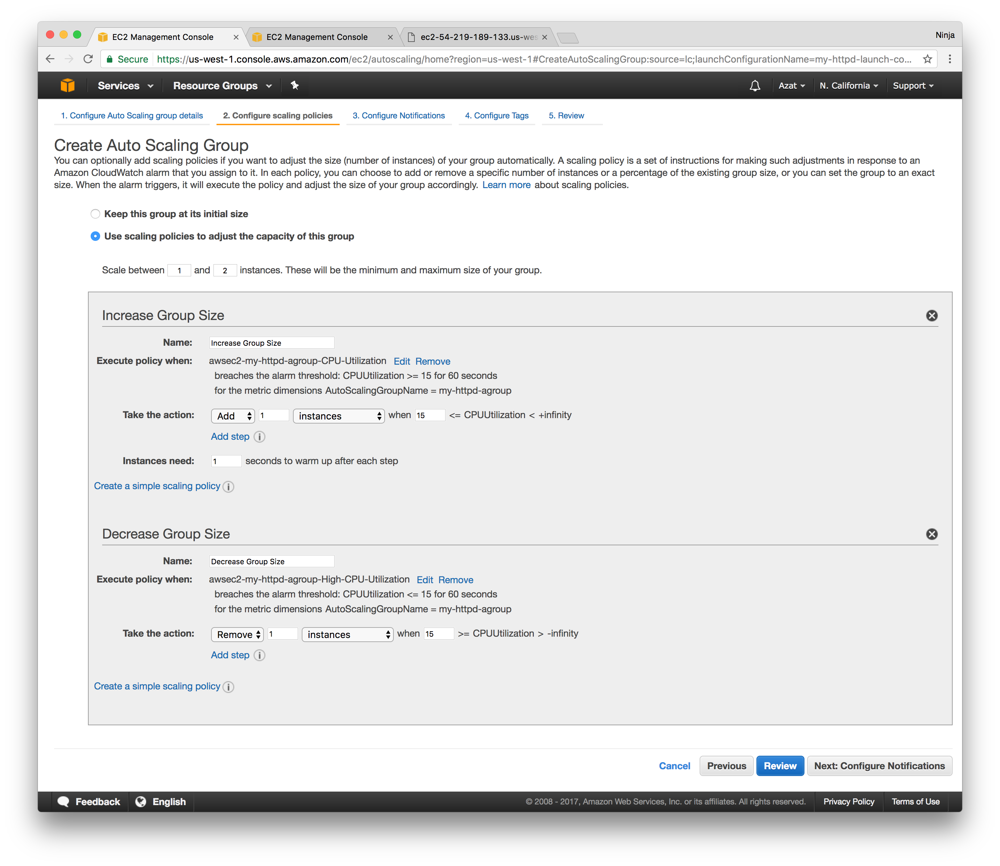 EC2 Management Console
EC2 Management Console
ec2-54-219-189-133.us-wes
Ninja
Secure https://us-west-1.console.aws.amazon.com/ec2/autoscaling/home?region=us-west-1#CreateAutoScalingGroup:source=lc;launchConfigurationName=my-httpd-launch-co...
Services Resource Groups Azat N. California Support
1. Configure Auto Scaling group details 2. Configure scaling policies 3. Configure Notifications 4. Configure Tags 5. Review
Create Auto Scaling Group
You can optionally add scaling policies if you want to adjust the size (number of instances) of your group automatically. A scaling policy is a set of instructions for making such adjustments in response to an
Amazon CloudWatch alarm that you assign to it. In each policy, you can choose to add or remove a specific number of instances or a percentage of the existing group size, or you can set the group to an exact
size. When the alarm triggers, it will execute the policy and adjust the size of your group accordingly. Learn more about scaling policies.
Keep this group at its initial size
Use scaling policies to adjust the capacity of this group
Scale between 1 and 2 instances. These will be the minimum and maximum size of your group.
Increase Group Size
Name: Increase Group Size
Execute policy when: awsec2-my-httpd-agroup-CPU-Utilization Edit Remove
breaches the alarm threshold: CPUUtilization >= 15 for 60 seconds
for the metric dimensions AutoScalingGroupName = my-httpd-agroup
Take the action: Add 1 instances when 15 <= CPUUtilization < +infinity
Add step i
Instances need: 1 seconds to warm up after each step
Create a simple scaling policy i
Decrease Group Size
Name: Decrease Group Size
Execute policy when: awsec2-my-httpd-agroup-High-CPU-Utilization Edit Remove
breaches the alarm threshold: CPUUtilization <= 15 for 60 seconds
for the metric dimensions AutoScalingGroupName = my-httpd-agroup
Take the action: Remove 1 instances when 15 >= CPUUtilization > -infinity
Add step i
Create a simple scaling policy i
Cancel Previous Review Next: Configure Notifications
Feedback English © 2008 - 2017, Amazon Web Services, Inc. or its affiliates. All rights reserved. Privacy Policy Terms of Use